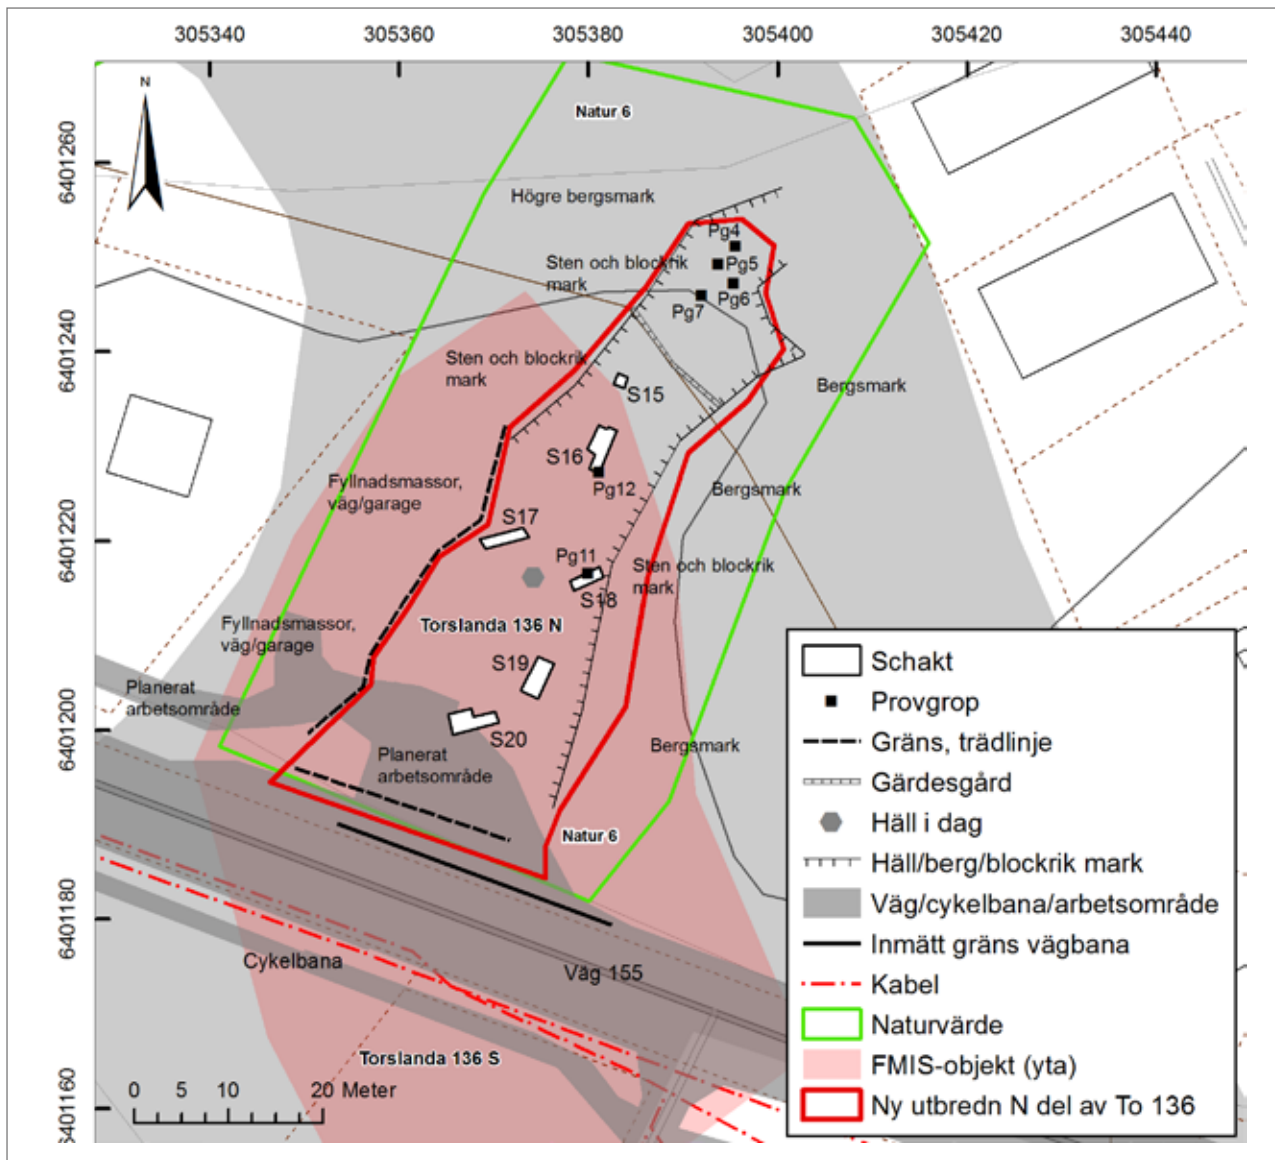 305340 305360 305380 305400 305420 305440
N
6401260
6401240
6401220
6401200
6401180
6401160
Natur 6
Högre bergsmark
Pg4
Sten och blockrik
mark
Pg5
Pg6
Pg7
Sten och blockrik
mark
S15
Bergsmark
S16
Fyllnadsmassor,
väg/garage
Pg12
Bergsmark
S17
Pg11
Sten och blockrik
mark
S18
Fyllnadsmassor,
väg/garage
Torslanda 136 N
S19
Planerat
arbetsområde
S20
Planerat
arbetsområde
Bergsmark
Natur 6
Cykelbana
Väg 155
Torslanda 136 S
0 5 10 20 Meter
Schakt
Provgrop
Gräns, trädlinje
Gärdesgård
Häll i dag
Häll/berg/blockrik mark
Väg/cykelbana/arbetsområde
Inmätt gräns vägbana
Kabel
Naturvärde
FMIS-objekt (yta)
Ny utbredn N del av To 136